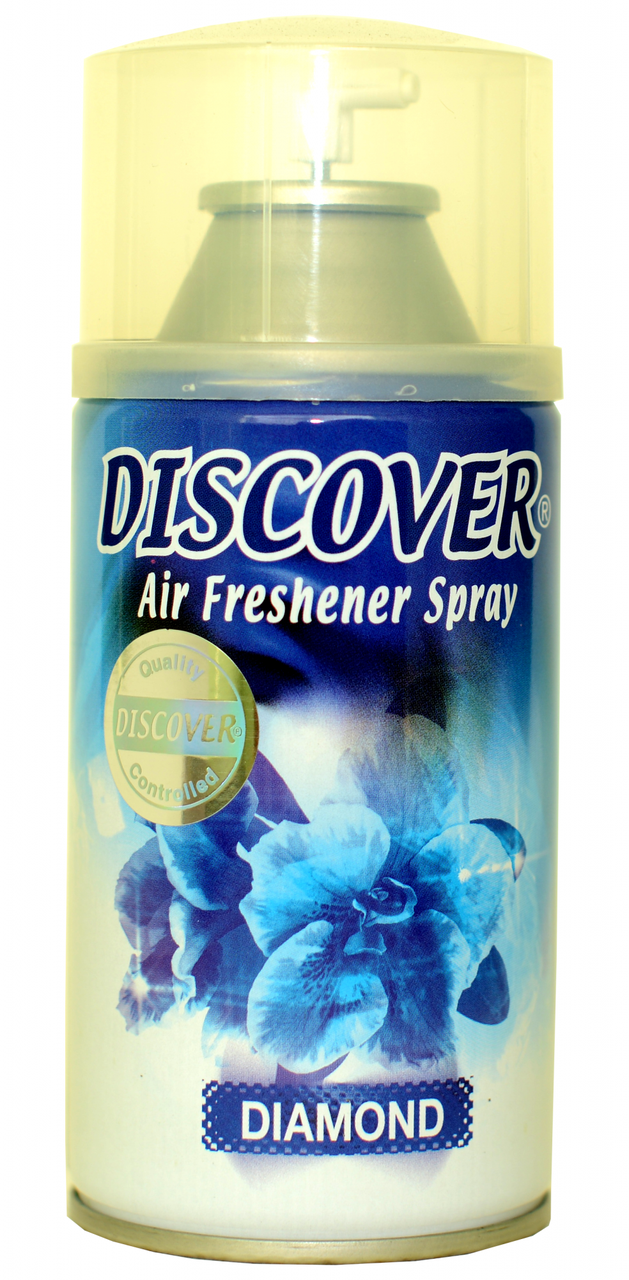 DISCOVER®
Air Freshener Spray
Quality
DISCOVER®
Controlled
DIAMOND